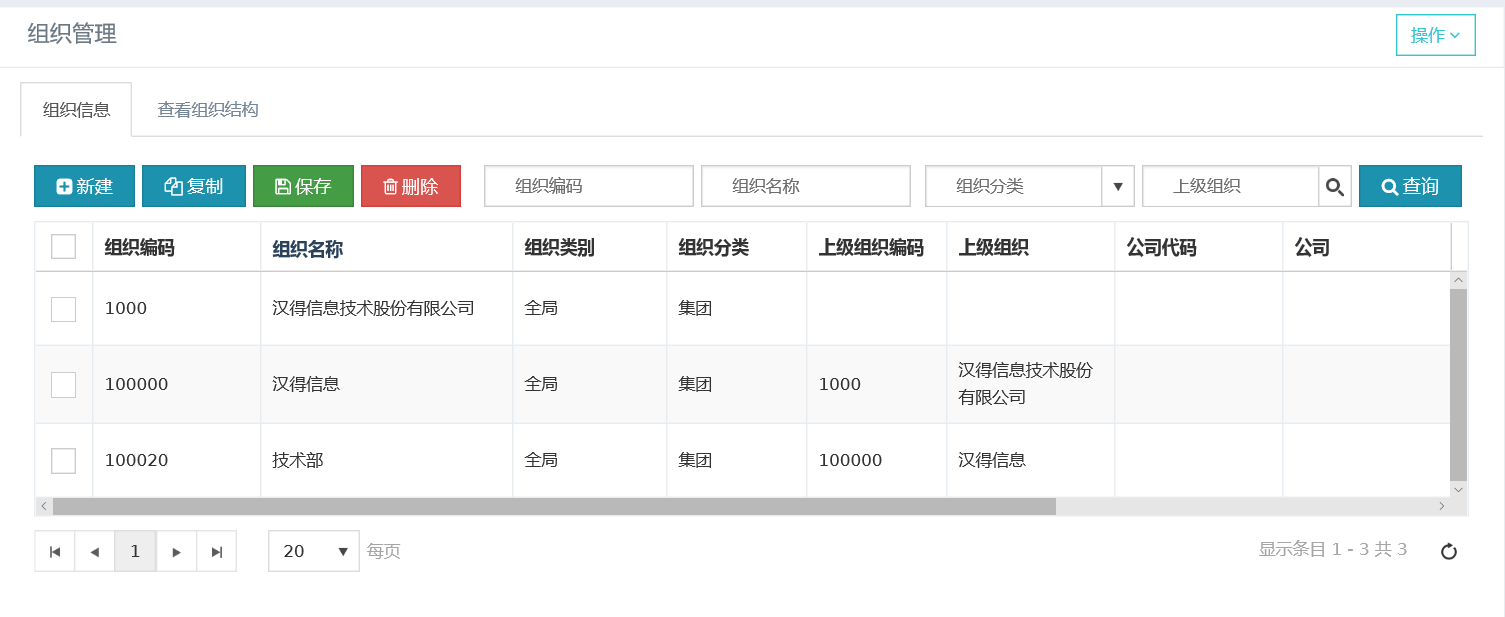 组织管理
操作
组织信息 查看组织结构
新建 复制 保存 删除 组织编码 组织名称 组织分类 上级组织 查询
组织编码 组织名称 组织类别 组织分类 上级组织编码 上级组织 公司代码 公司
1000 汉得信息技术股份有限公司 全局 集团
100000 汉得信息 全局 集团 1000 汉得信息技术股份
有限公司
100020 技术部 全局 集团 100000 汉得信息
1 20 每页 显示条目 1 - 3 共 3